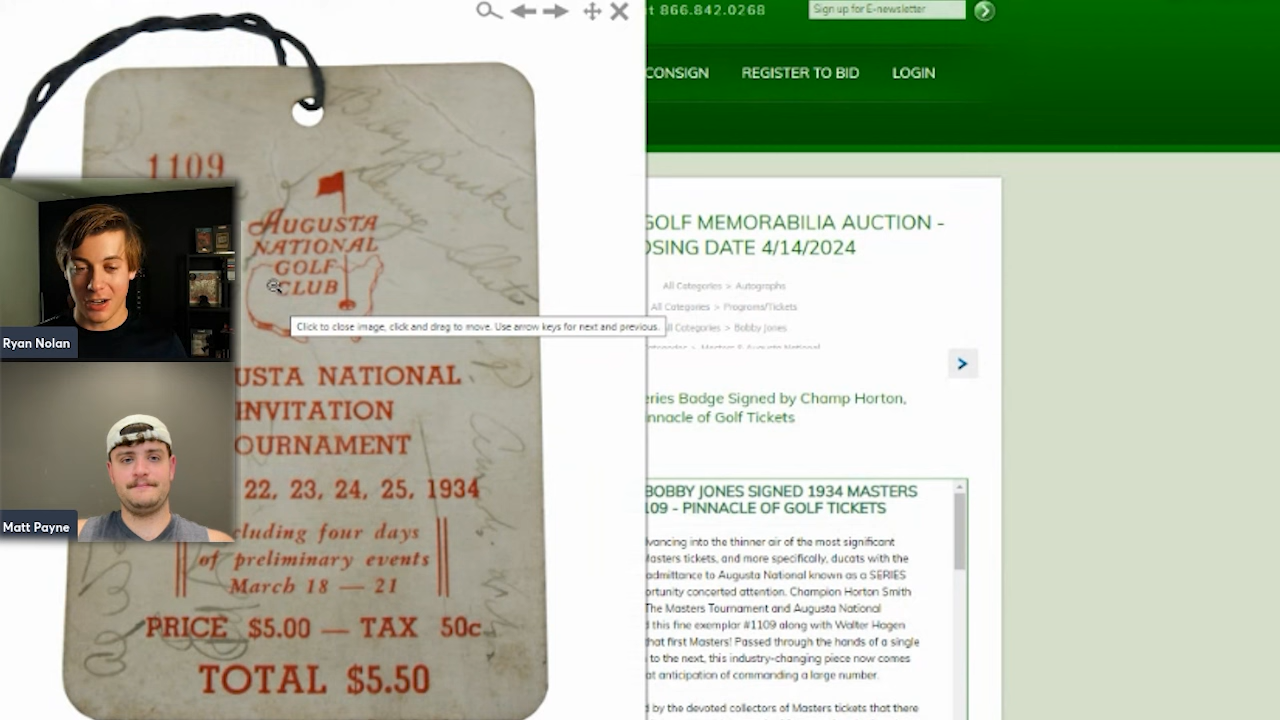 t 866.842.0268
Sign up for E-newsletter
CONSIGN REGISTER TO BID LOGIN
1109
AUGUSTA
NATIONAL
GOLF
CLUB
USTA NATIONAL
INVITATION
OURNAMENT
22, 23, 24, 25, 1934
cluding four days
of preliminary events
March 18 — 21
PRICE $5.00 — TAX 50c
TOTAL $5.50
Ryan Nolan
Matt Payne
Click to close image, click and drag to move. Use arrow keys for next and previous.
GOLF MEMORABILIA AUCTION -
OSING DATE 4/14/2024
All Categories > Autographs
All Categories > Programs/Tickets
ll Categories > Bobby Jones
Categories > Masters & Augusta National
eries Badge Signed by Champ Horton,
innacle of Golf Tickets
BOBBY JONES SIGNED 1934 MASTERS
109 - PINNACLE OF GOLF TICKETS
dvancing into the thinner air of the most significant
Masters tickets, and more specifically, ducats with the
admittance to Augusta National known as a SERIES
ortunity concerted attention. Champion Horton Smith
The Masters Tournament and Augusta National
d this fine exemplar #1109 along with Walter Hagen
that first Masters! Passed through the hands of a single
to the next, this industry-changing piece now comes
at anticipation of commanding a large number.
d by the devoted collectors of Masters tickets that there